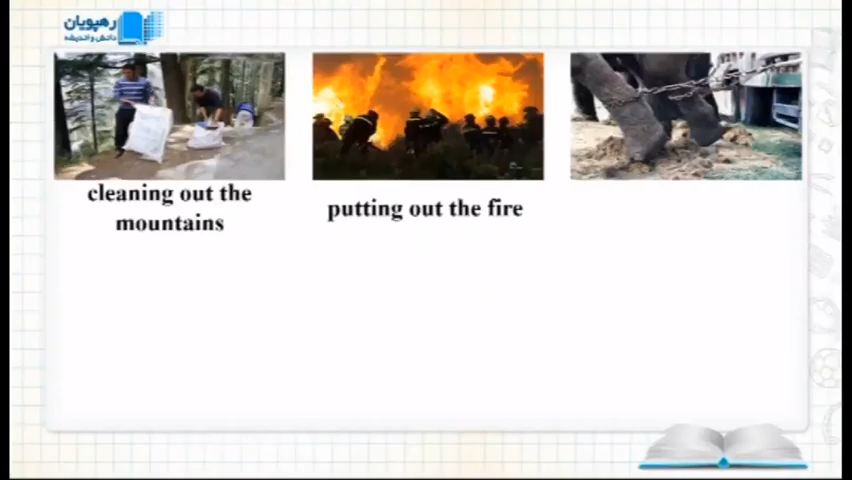 رهپویان
دانش و اندیشه
cleaning out the
mountains
putting out the fire